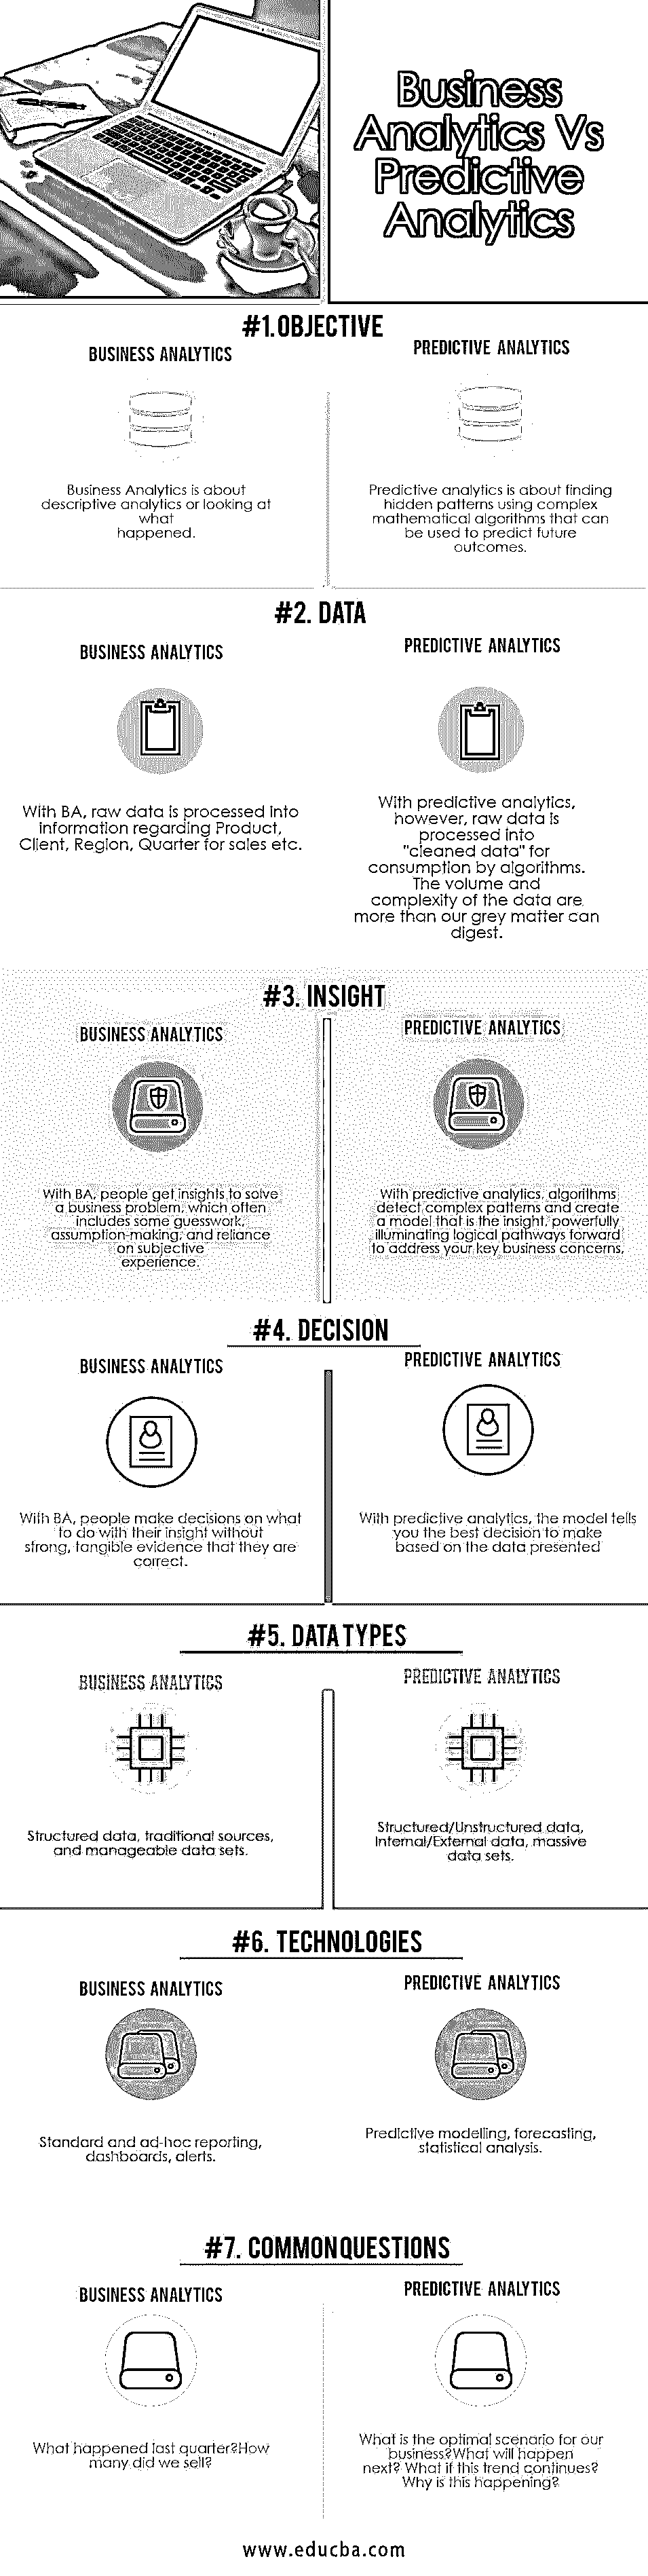 Business
Analytics Vs
Predictive
Analytics
#1.OBJECTIVE
BUSINESS ANALYTICS
Business Analytics is about
descriptive analytics or looking at
what
happened.
PREDICTIVE ANALYTICS
Predictive analytics is about finding
hidden patterns using complex
mathematical algorithms that can
be used to predict future
outcomes.
#2. DATA
BUSINESS ANALYTICS
With BA, raw data is processed into
information regarding Product,
Client, Region, Quarter for sales etc.
PREDICTIVE ANALYTICS
With predictive analytics,
however, raw data is
processed into
"cleaned data" for
consumption by algorithms.
The volume and
complexity of the data are
more than our grey matter can
digest.
#3. INSIGHT
BUSINESS ANALYTICS
With BA, people get insights to solve
a business problem, which often
includes some guesswork,
assumption-making, and reliance
on subjective
experience.
PREDICTIVE ANALYTICS
With predictive analytics, algorithms
detect complex patterns and create
a model that is the insight, powerfully
illuminating logical pathways forward
to address your key business concerns.
#4. DECISION
BUSINESS ANALYTICS
With BA, people make decisions on what
to do with their insight without
strong, tangible evidence that they are
correct.
PREDICTIVE ANALYTICS
With predictive analytics, the model tells
you the best decision to make
based on the data presented
#5. DATA TYPES
BUSINESS ANALYTICS
Structured data, traditional sources,
and manageable data sets.
PREDICTIVE ANALYTICS
Structured/Unstructured data,
Internal/External data, massive
data sets.
#6. TECHNOLOGIES
BUSINESS ANALYTICS
Standard and ad-hoc reporting,
dashboards, alerts.
PREDICTIVE ANALYTICS
Predictive modelling, forecasting,
statistical analysis.
#7. COMMON QUESTIONS
BUSINESS ANALYTICS
What happened last quarter?How
many did we sell?
PREDICTIVE ANALYTICS
What is the optimal scenario for our
business?What will happen
next? What if this trend continues?
Why is this happening?
www.educba.com